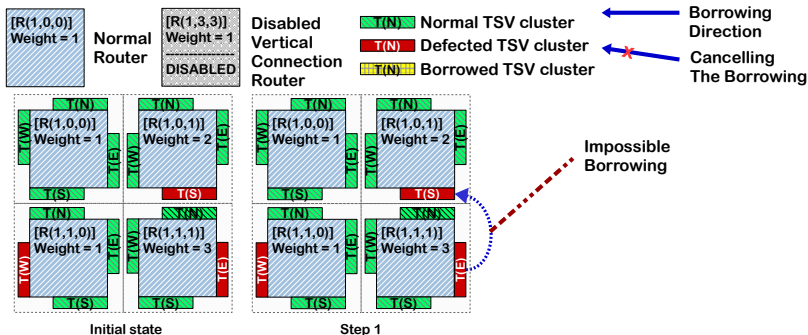 [R(1,0,0)]
Weight = 1
Normal
Router
[R(1,3,3)]
Weight = 1
DISABLED
Disabled
Vertical
Connection
Router
T(N) Normal TSV cluster
T(N) Defected TSV cluster
T(N) Borrowed TSV cluster
Borrowing
Direction
X
Cancelling
The Borrowing
T(N)
T(W)
[R(1,0,0)]
Weight = 1
T(E)
T(S)
T(N)
T(W)
[R(1,0,1)]
Weight = 2
T(E)
T(S)
T(N)
T(W)
[R(1,1,0)]
Weight = 1
T(E)
T(S)
T(N)
T(W)
[R(1,1,1)]
Weight = 3
T(E)
T(S)
Initial state
T(N)
T(W)
[R(1,0,0)]
Weight = 1
T(E)
T(S)
T(N)
T(W)
[R(1,0,1)]
Weight = 2
T(E)
T(S)
T(N)
T(W)
[R(1,1,0)]
Weight = 1
T(E)
T(S)
T(N)
T(W)
[R(1,1,1)]
Weight = 3
T(E)
T(S)
Step 1
Impossible
Borrowing